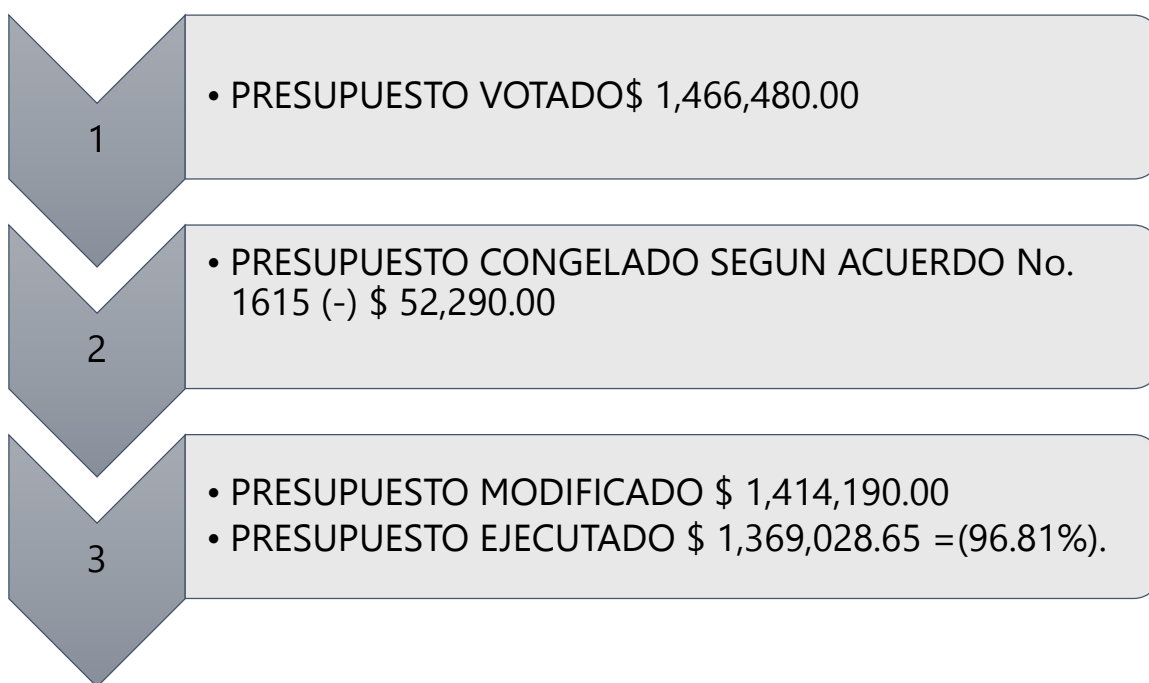 1
• PRESUPUESTO VOTADO$ 1,466,480.00
2
• PRESUPUESTO CONGELADO SEGUN ACUERDO No.
1615 (-) $ 52,290.00
3
• PRESUPUESTO MODIFICADO $ 1,414,190.00
• PRESUPUESTO EJECUTADO $ 1,369,028.65 =(96.81%).